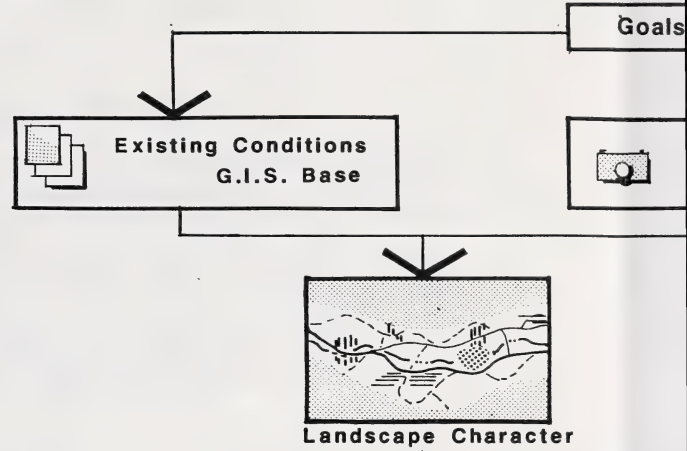 Goals
Existing Conditions
G.I.S. Base
Landscape Character